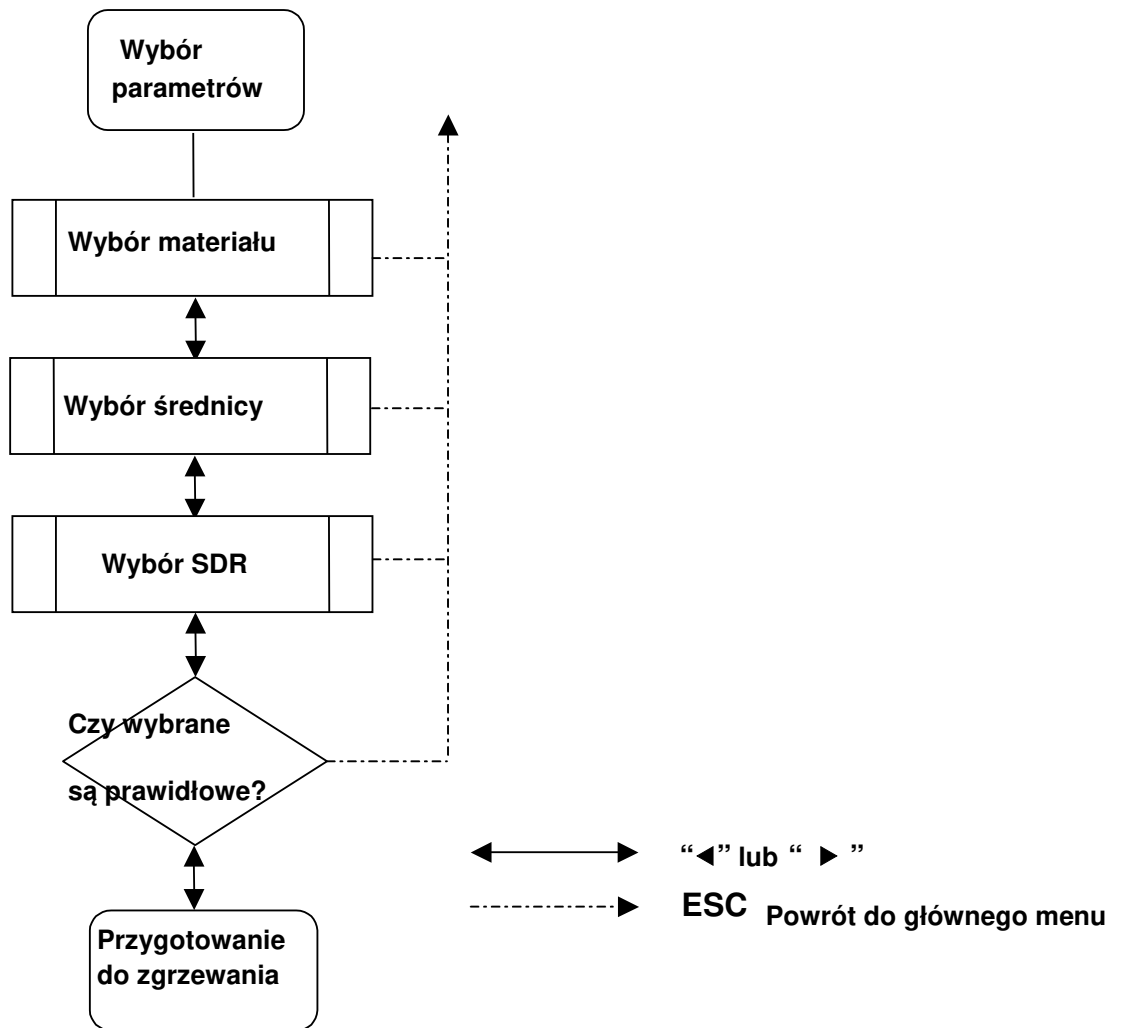 Wybór
parametrów
Wybór materiału
Wybór średnicy
Wybór SDR
Czy wybrane
są prawidłowe?
“◄” lub “ ► ”
ESC Powrót do głównego menu
Przygotowanie
do zgrzewania